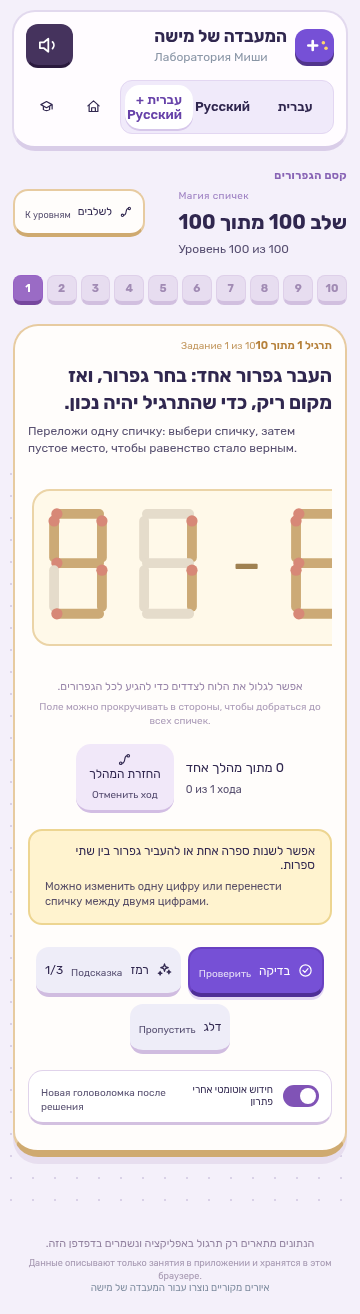 המעבדה של מישה
Лаборатория Миши
עברית
Русский
עברית +
Русский
קסם הגפרורים
Магия спичек
שלב 100 מתוך 100
Уровень 100 из 100
לשלבים
К уровням
1 2 3 4 5 6 7 8 9 10
תרגיל 1 מתוך 10 Задание 1 из 10
העבר גפרור אחד: בחר גפרור, ואז
מקום ריק, כדי שהתרגיל יהיה נכון.
Переложи одну спичку: выбери спичку, затем
пустое место, чтобы равенство стало верным.
אפשר לגלול את הלוח לצדדים כדי להגיע לכל הגפרורים.
Поле можно прокручивать в стороны, чтобы добраться до
всех спичек.
0 מתוך מהלך אחד
0 из 1 хода
החזרת המהלך
Отменить ход
אפשר לשנות ספרה אחת או להעביר גפרור בין שתי
ספרות.
Можно изменить одну цифру или перенести
спичку между двумя цифрами.
בדיקה Проверить
רמז Подсказка 1/3
דלג Пропустить
חידוש אוטומטי אחרי
פתרון
Новая головоломка после
решения
הנתונים מתארים רק תרגול באפליקציה ונשמרים בדפדפן הזה.
Данные описывают только занятия в приложении и хранятся в этом
браузере.
איורים מקוריים נוצרו עבור המעבדה של מישה